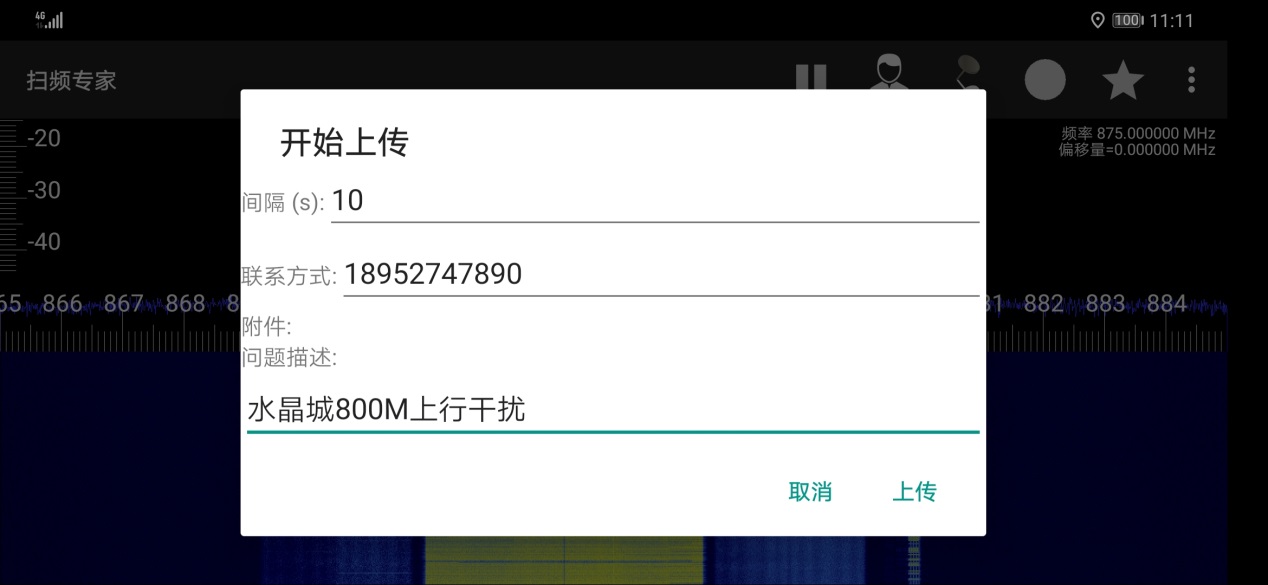 4G 100 11:11
扫频专家
频率 875.000000 MHz
偏移量=0.000000 MHz
-20
-30
-40
开始上传
间隔 (s): 10
联系方式: 18952747890
附件:
问题描述:
水晶城800M上行干扰
取消 上传
65 866 867 868 8 31 882 883 884